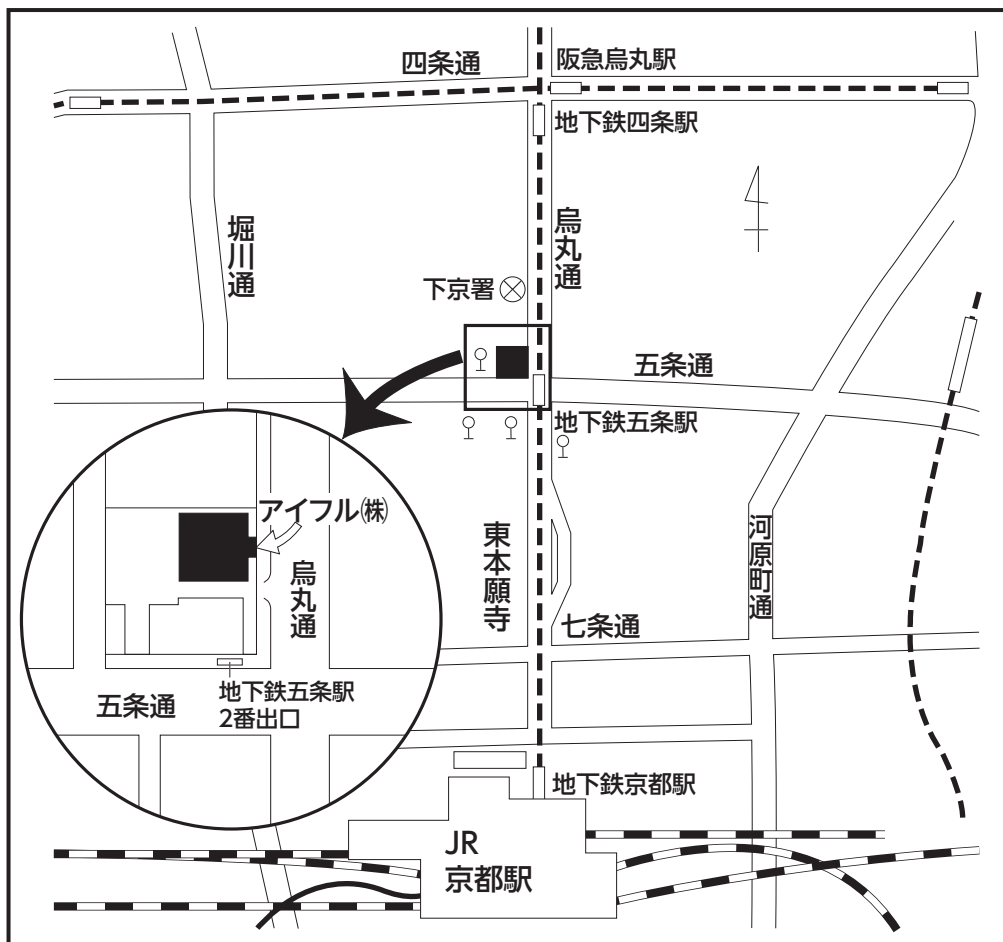 四条通
阪急烏丸駅
地下鉄四条駅
堀川通
烏丸通
下京署
五条通
地下鉄五条駅
アイフル㈱
烏丸通
東本願寺
河原町通
七条通
五条通
地下鉄五条駅
2番出口
地下鉄京都駅
JR
京都駅